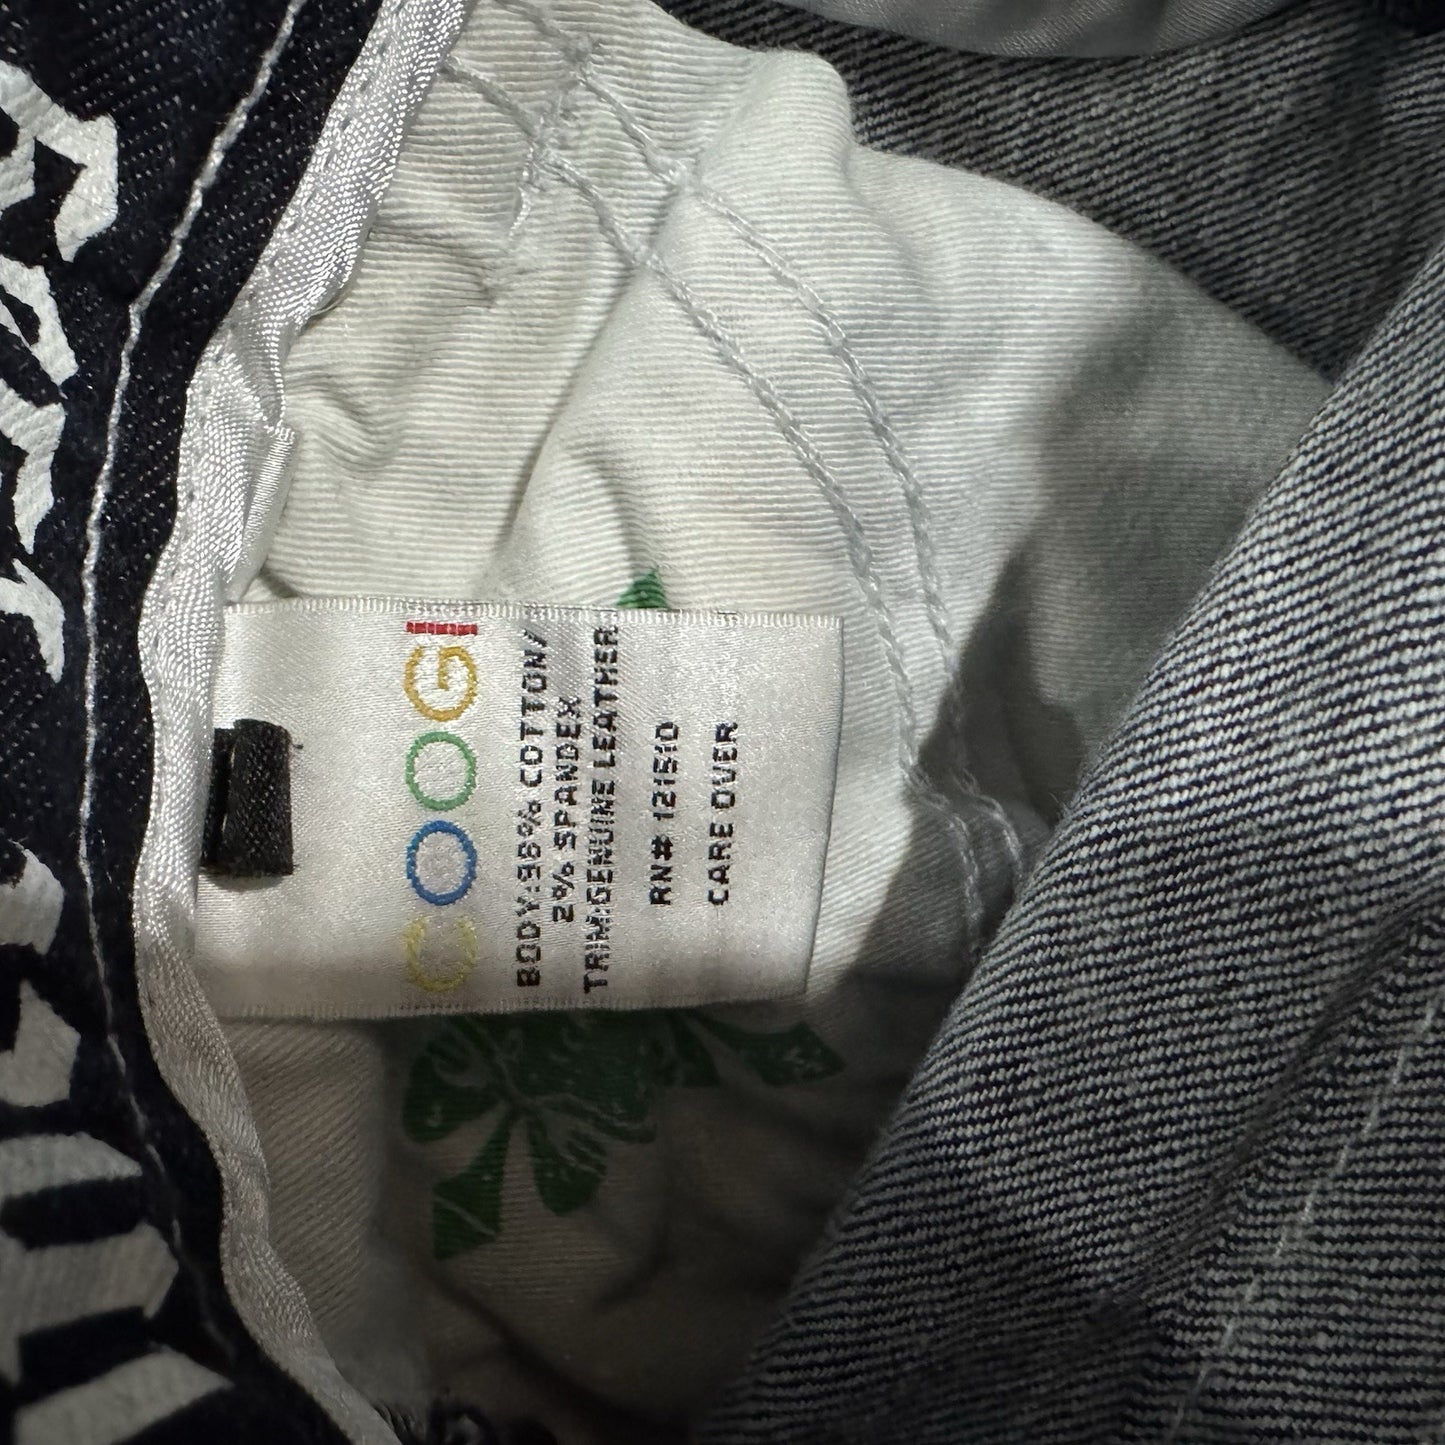 COOGI
BODY:98% COTTON/
2% SPANDEX
TRIM:GENUINE LEATHER
RN# 121510
CARE OVER